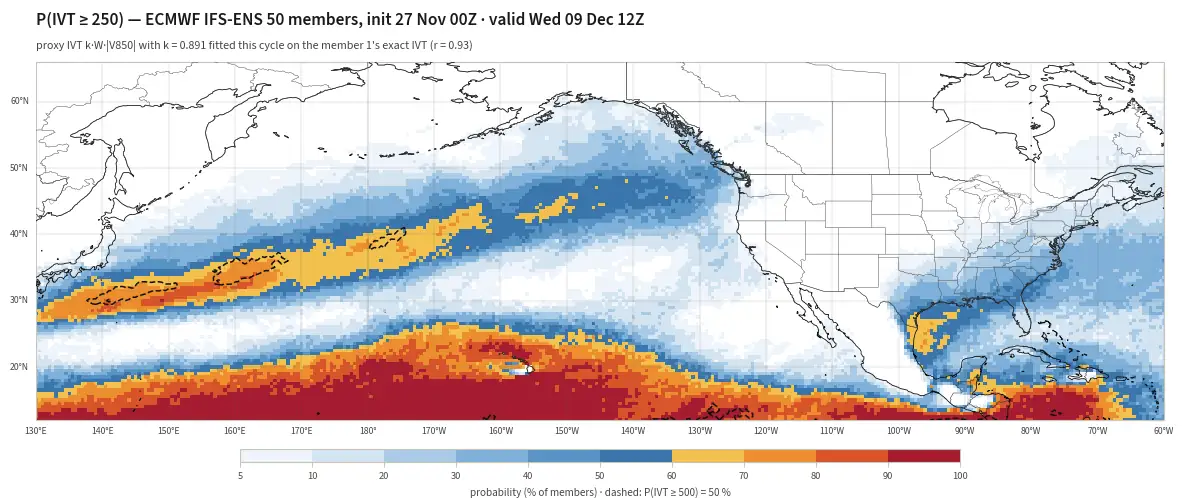 P(IVT ≥ 250) — ECMWF IFS-ENS 50 members, init 27 Nov 00Z · valid Wed 09 Dec 12Z
proxy IVT k·W·|V850| with k = 0.891 fitted this cycle on the member 1's exact IVT (r = 0.93)
60°N
50°N
40°N
30°N
20°N
130°E 140°E 150°E 160°E 170°E 180° 170°W 160°W 150°W 140°W 130°W 120°W 110°W 100°W 90°W 80°W 70°W 60°W
5 10 20 30 40 50 60 70 80 90 100
probability (% of members) · dashed: P(IVT ≥ 500) = 50 %